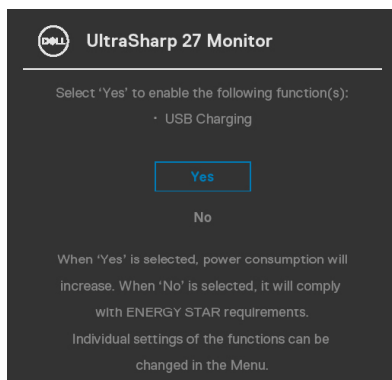 DELL UltraSharp 27 Monitor
Select ‘Yes’ to enable the following function(s):
· USB Charging
Yes
No
When ‘Yes’ is selected, power consumption will
increase. When ‘No’ is selected, it will comply
with ENERGY STAR requirements.
Individual settings of the functions can be
changed in the Menu.